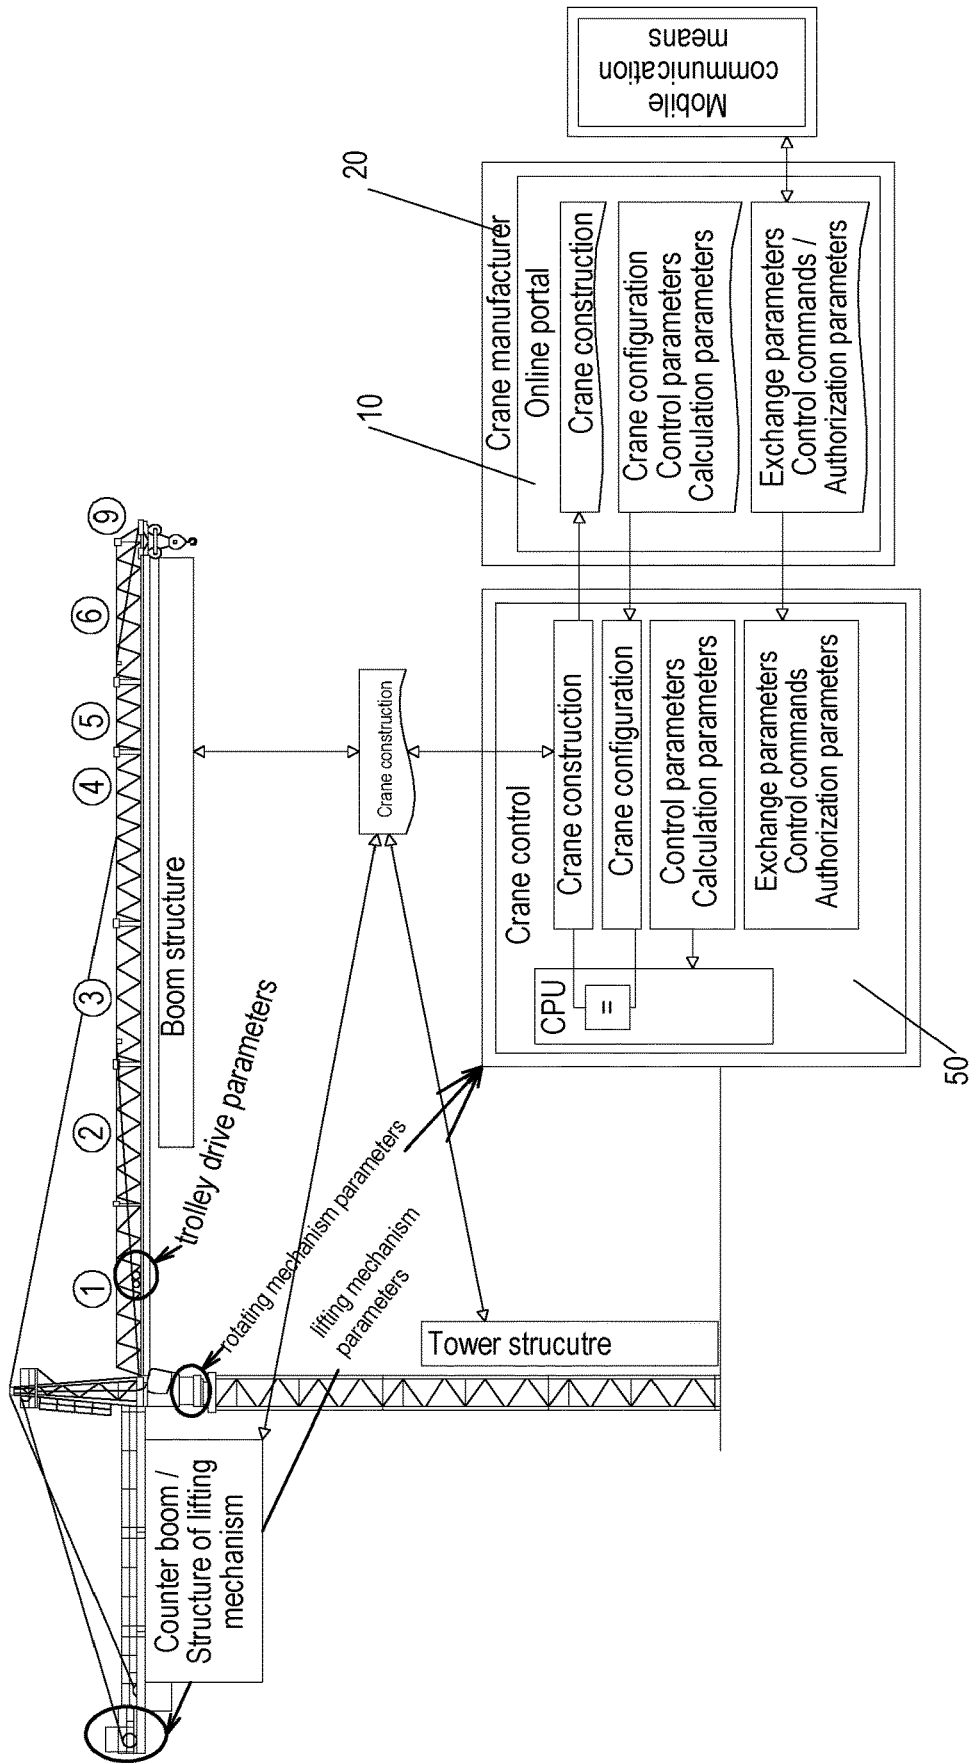 1
2
3
4
5
6
9
Counter boom /
Structure of lifting
mechanism
Boom structure
trolley drive parameters
rotating mechanism parameters
lifting mechanism
parameters
Tower strucutre
Crane construction
Crane control
CPU
=
Crane construction
Crane configuration
Control parameters
Calculation parameters
Exchange parameters
Control commands
Authorization parameters
50
10
20
Crane manufacturer
Online portal
Crane construction
Crane configuration
Control parameters
Calculation parameters
Exchange parameters
Control commands /
Authorization parameters
Mobile
communication
means